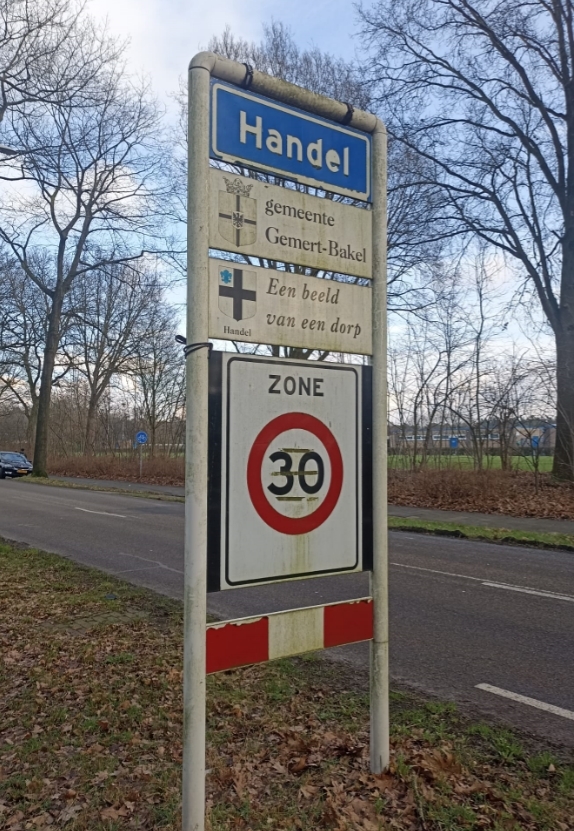 Handel
gemeente
Gemert-Bakel
Een beeld
van een dorp
Handel
ZONE
30